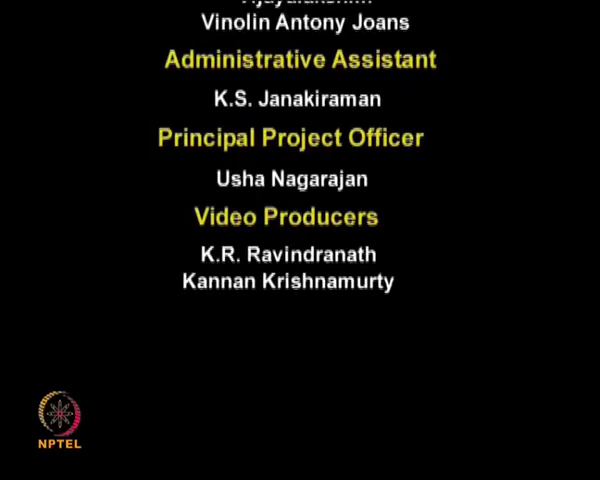 Vinolin Antony Joans
Administrative Assistant
K.S. Janakiraman
Principal Project Officer
Usha Nagarajan
Video Producers
K.R. Ravindranath
Kannan Krishnamurty
NPTEL